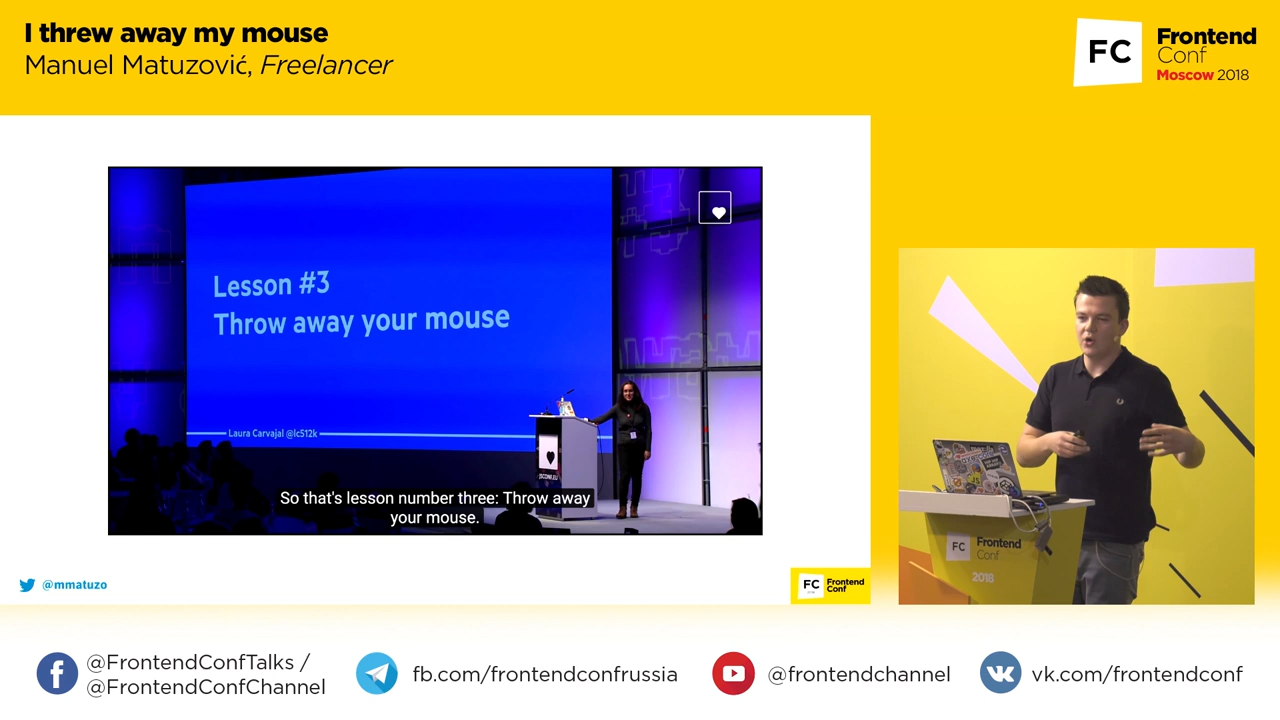 I threw away my mouse
Manuel Matuzović, Freelancer
FC
Frontend
Conf
Moscow 2018
Lesson #3
Throw away your mouse
Laura Carvajal @lc512k
So that's lesson number three: Throw away
your mouse.
@mmatuzo
FC
Frontend
Conf
FC
Frontend
Conf
2018
@FrontendConfTalks /
@FrontendConfChannel
fb.com/frontendconfrussia
@frontendchannel
vk.com/frontendconf